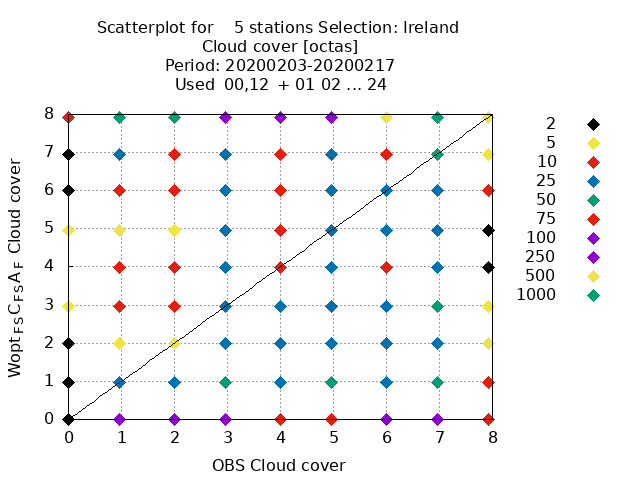 Scatterplot for 5 stations Selection: Ireland
Cloud cover [octas]
Period: 20200203-20200217
Used 00,12 + 01 02 ... 24
Wopt FS C FS A F Cloud cover
8
7
6
5
4
3
2
1
0
0 1 2 3 4 5 6 7 8
OBS Cloud cover
2
5
10
25
50
75
100
250
500
1000